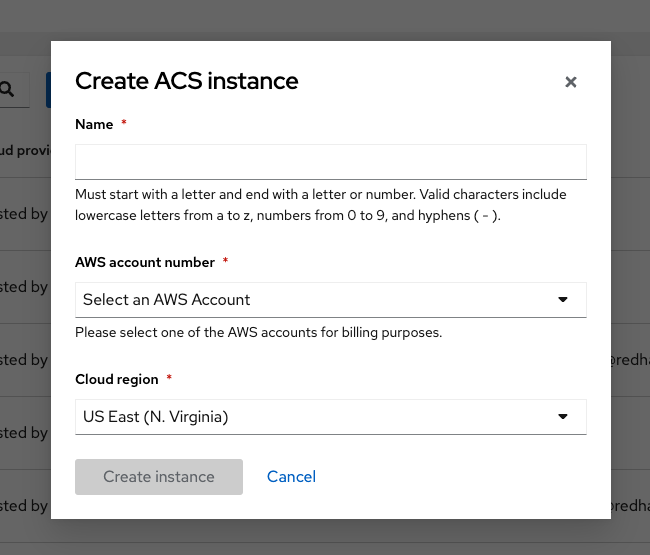 Create ACS instance
Name *
Must start with a letter and end with a letter or number. Valid characters include
lowercase letters from a to z, numbers from 0 to 9, and hyphens ( - ).
AWS account number *
Select an AWS Account
Please select one of the AWS accounts for billing purposes.
Cloud region *
US East (N. Virginia)
Create instance
Cancel
ud provi
sted by
sted by
sted by
@redha
sted by
sted by
@redha